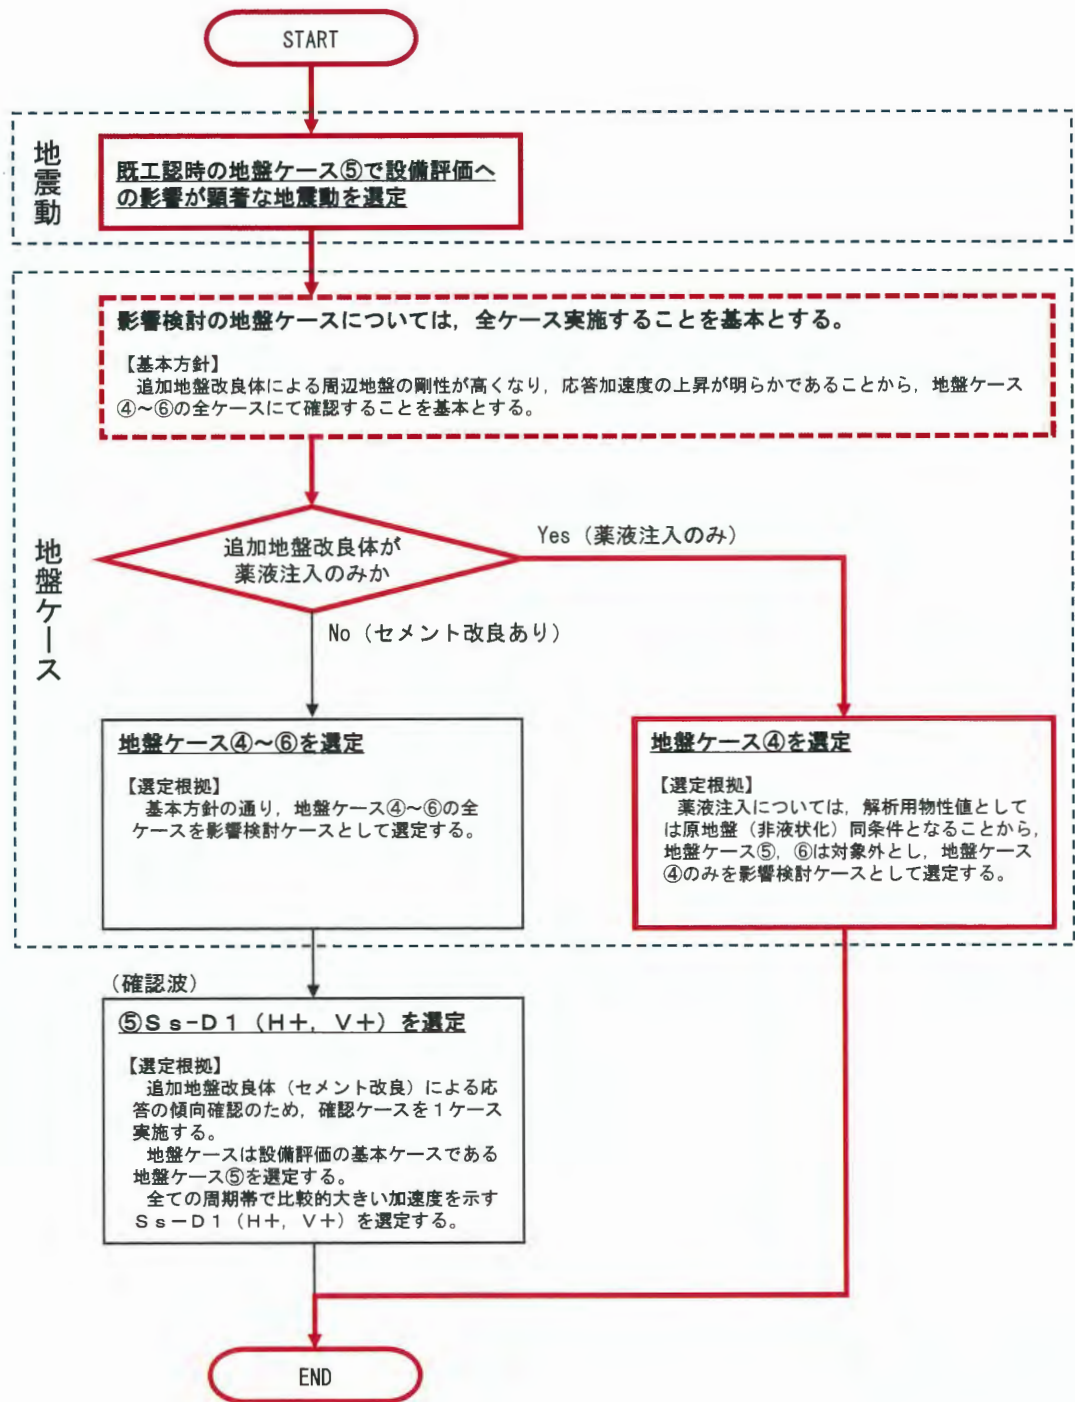 START
地震動
既工認時の地盤ケース⑤で設備評価へ
の影響が顕著な地震動を選定
地盤ケース
影響検討の地盤ケースについては，全ケース実施することを基本とする。
【基本方針】
追加地盤改良体による周辺地盤の剛性が高くなり，応答加速度の上昇が明らかであることから，地盤ケース
④～⑥の全ケースにて確認することを基本とする。
追加地盤改良体が
薬液注入のみか
Yes（薬液注入のみ）
No（セメント改良あり）
地盤ケース④～⑥を選定
【選定根拠】
基本方針の通り，地盤ケース④～⑥の全
ケースを影響検討ケースとして選定する。
地盤ケース④を選定
【選定根拠】
薬液注入については，解析用物性値として
は原地盤（非液状化）同条件となることから，
地盤ケース⑤，⑥は対象外とし，地盤ケース
④のみを影響検討ケースとして選定する。
（確認波）
⑤Ｓｓ-Ｄ１（Ｈ＋，Ｖ＋）を選定
【選定根拠】
追加地盤改良体（セメント改良）による応
答の傾向確認のため，確認ケースを１ケース
実施する。
地盤ケースは設備評価の基本ケースである
地盤ケース⑤を選定する。
全ての周期帯で比較的大きい加速度を示す
Ｓｓ－Ｄ１（Ｈ＋，Ｖ＋）を選定する。
END